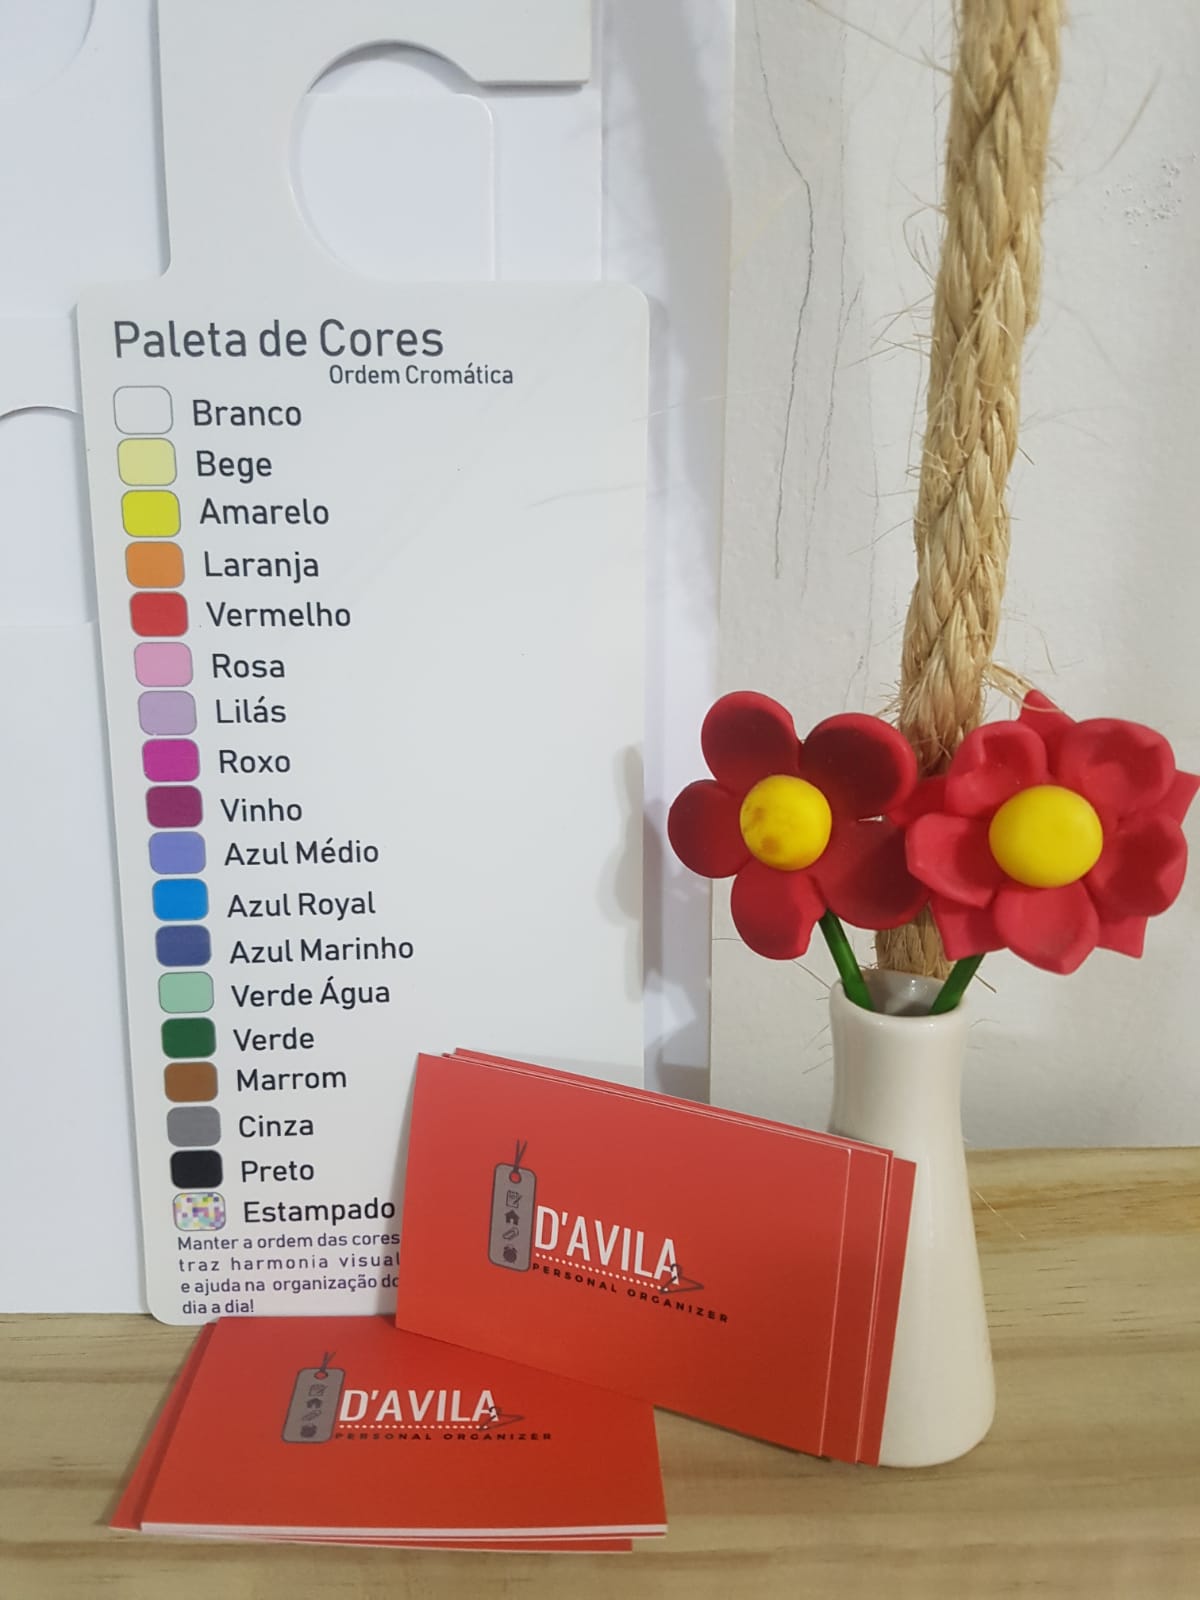 Paleta de Cores
Ordem Cromática
Branco
Bege
Amarelo
Laranja
Vermelho
Rosa
Lilás
Roxo
Vinho
Azul Médio
Azul Royal
Azul Marinho
Verde Água
Verde
Marrom
Cinza
Preto
Estampado
Manter a ordem das cores
traz harmonia visual
e ajuda na organização do
dia a dia!
D'AVILA
PERSONAL ORGANIZER
D'AVILA
PERSONAL ORGANIZER